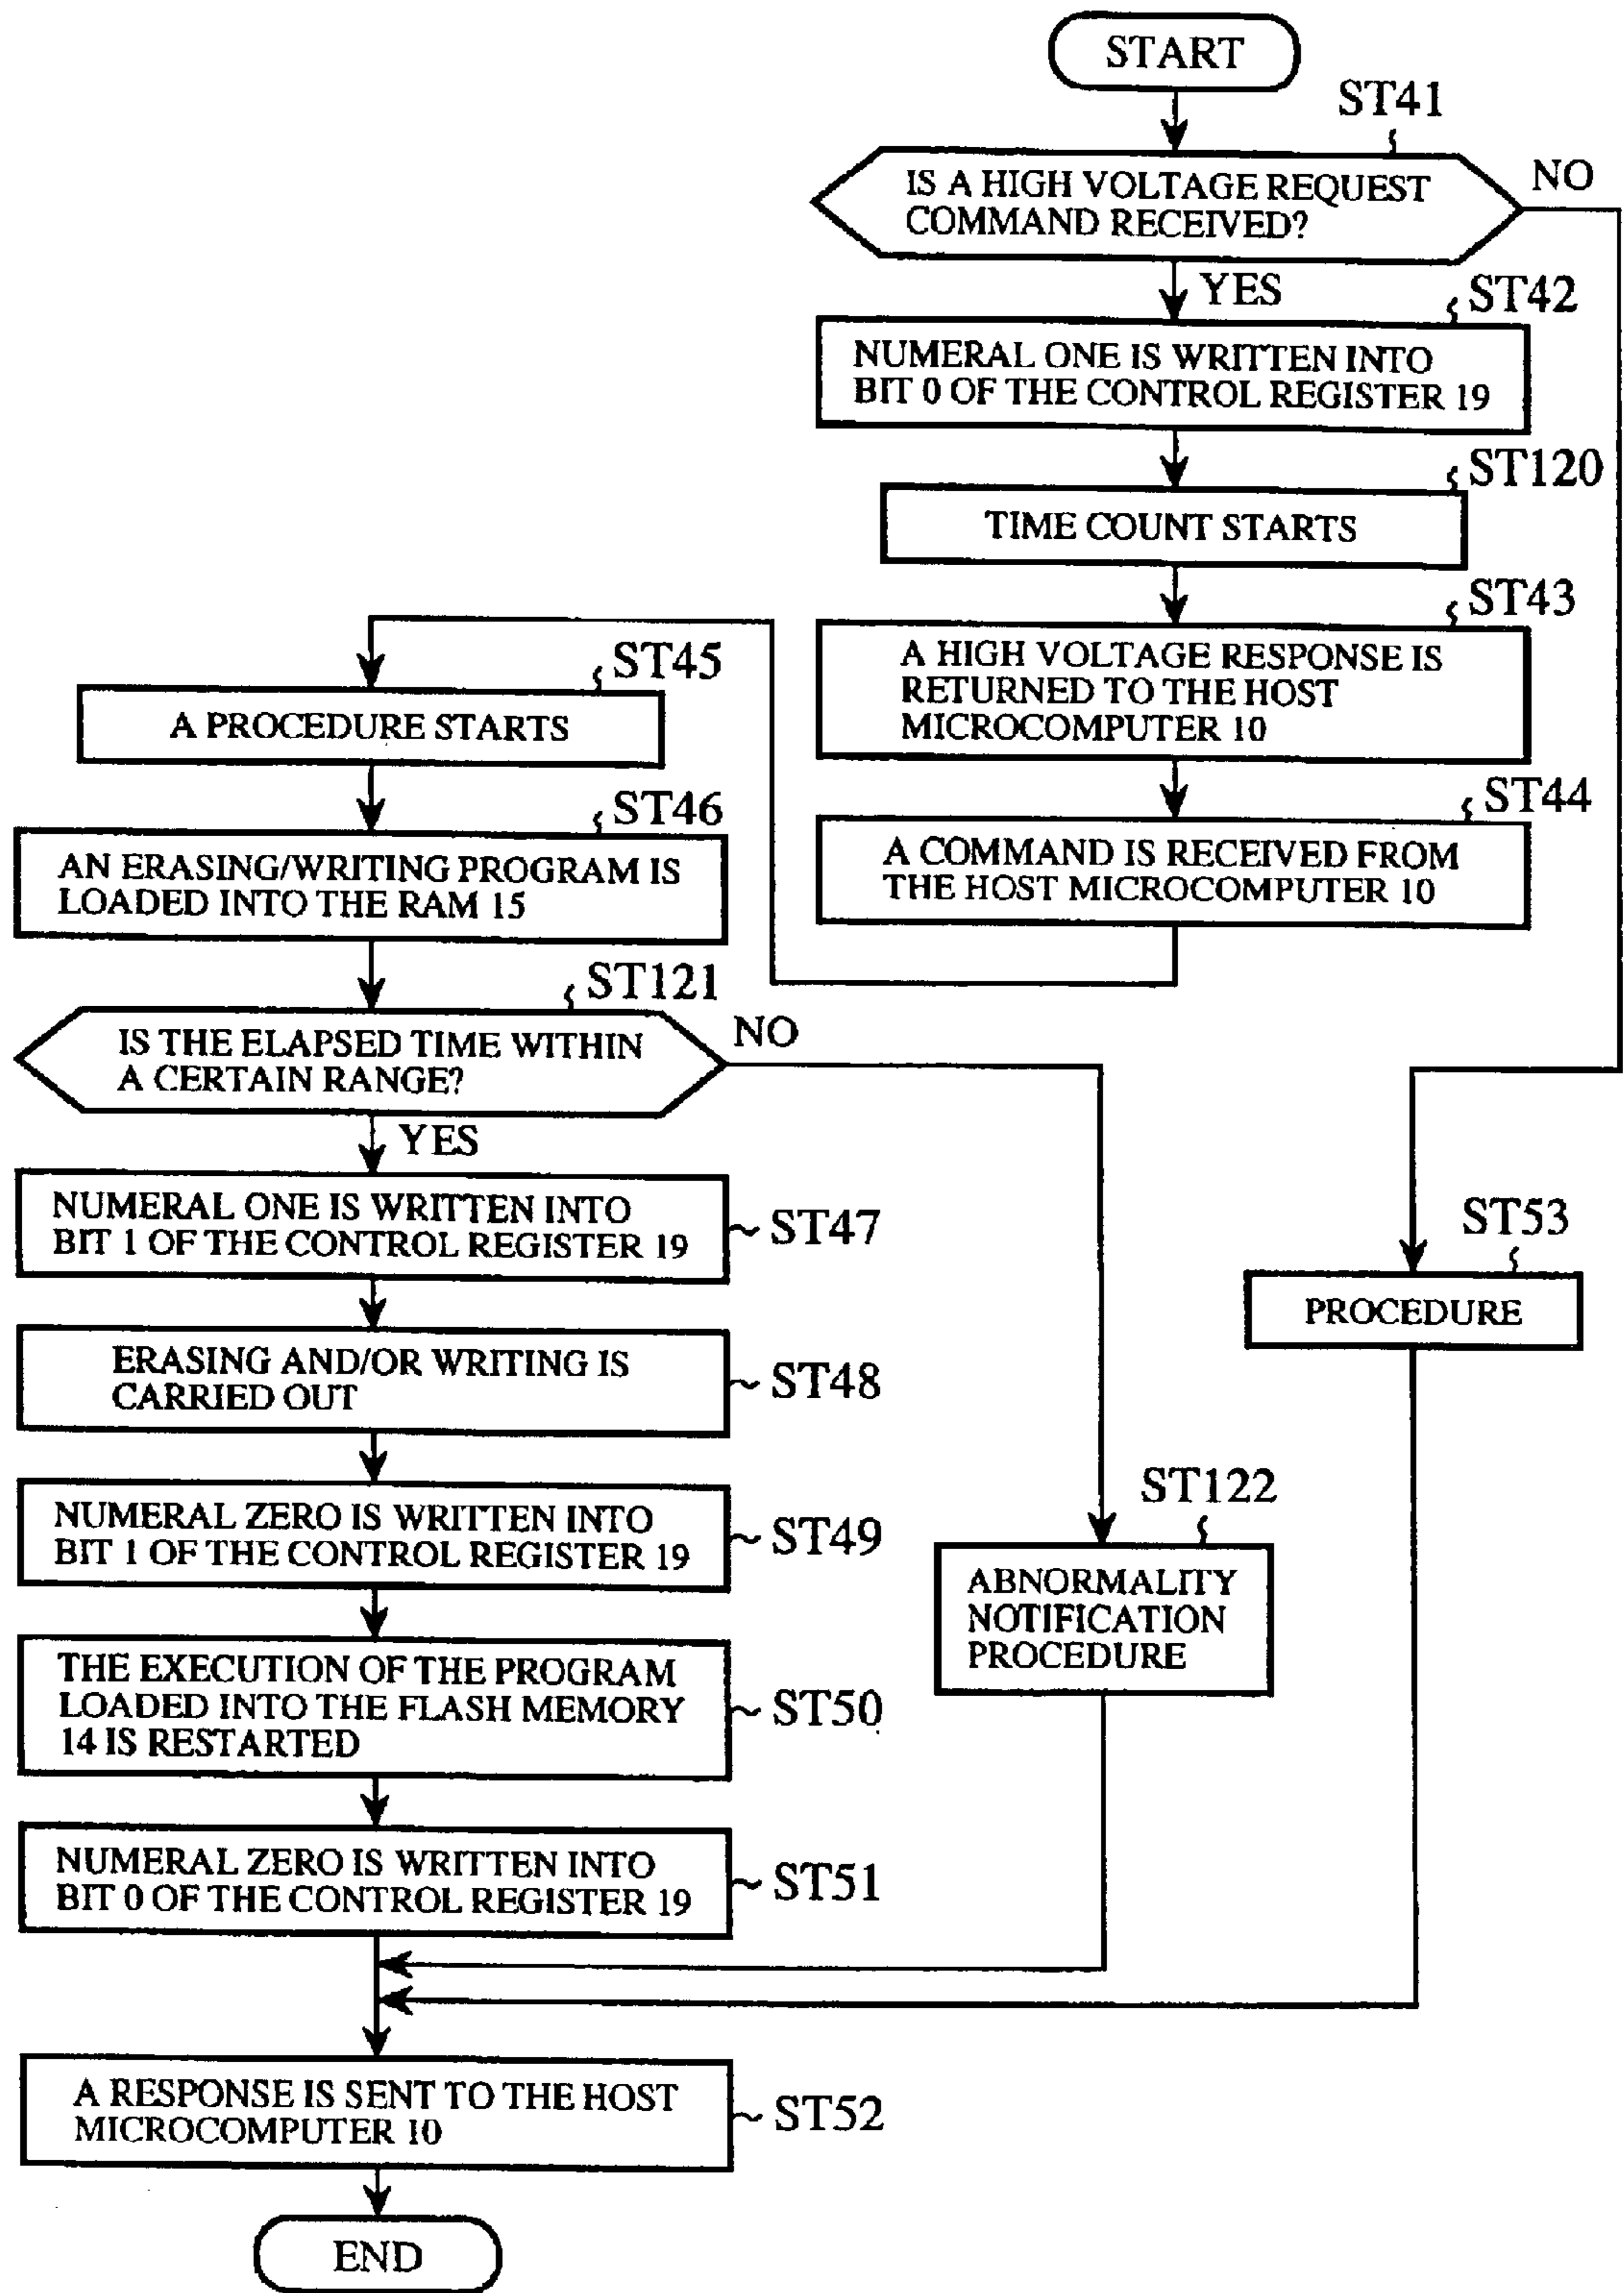 START
ST41
IS A HIGH VOLTAGE REQUEST
COMMAND RECEIVED?
NO
YES
ST42
NUMERAL ONE IS WRITTEN INTO
BIT 0 OF THE CONTROL REGISTER 19
ST120
TIME COUNT STARTS
ST43
A HIGH VOLTAGE RESPONSE IS
RETURNED TO THE HOST
MICROCOMPUTER 10
ST44
A COMMAND IS RECEIVED FROM
THE HOST MICROCOMPUTER 10
ST45
A PROCEDURE STARTS
ST46
AN ERASING/WRITING PROGRAM IS
LOADED INTO THE RAM 15
ST121
IS THE ELAPSED TIME WITHIN
A CERTAIN RANGE?
NO
YES
NUMERAL ONE IS WRITTEN INTO
BIT 1 OF THE CONTROL REGISTER 19
ST47
ERASING AND/OR WRITING IS
CARRIED OUT
ST48
NUMERAL ZERO IS WRITTEN INTO
BIT 1 OF THE CONTROL REGISTER 19
ST49
THE EXECUTION OF THE PROGRAM
LOADED INTO THE FLASH MEMORY
14 IS RESTARTED
ST50
NUMERAL ZERO IS WRITTEN INTO
BIT 0 OF THE CONTROL REGISTER 19
ST51
ST122
ABNORMALITY
NOTIFICATION
PROCEDURE
ST53
PROCEDURE
A RESPONSE IS SENT TO THE HOST
MICROCOMPUTER 10
ST52
END